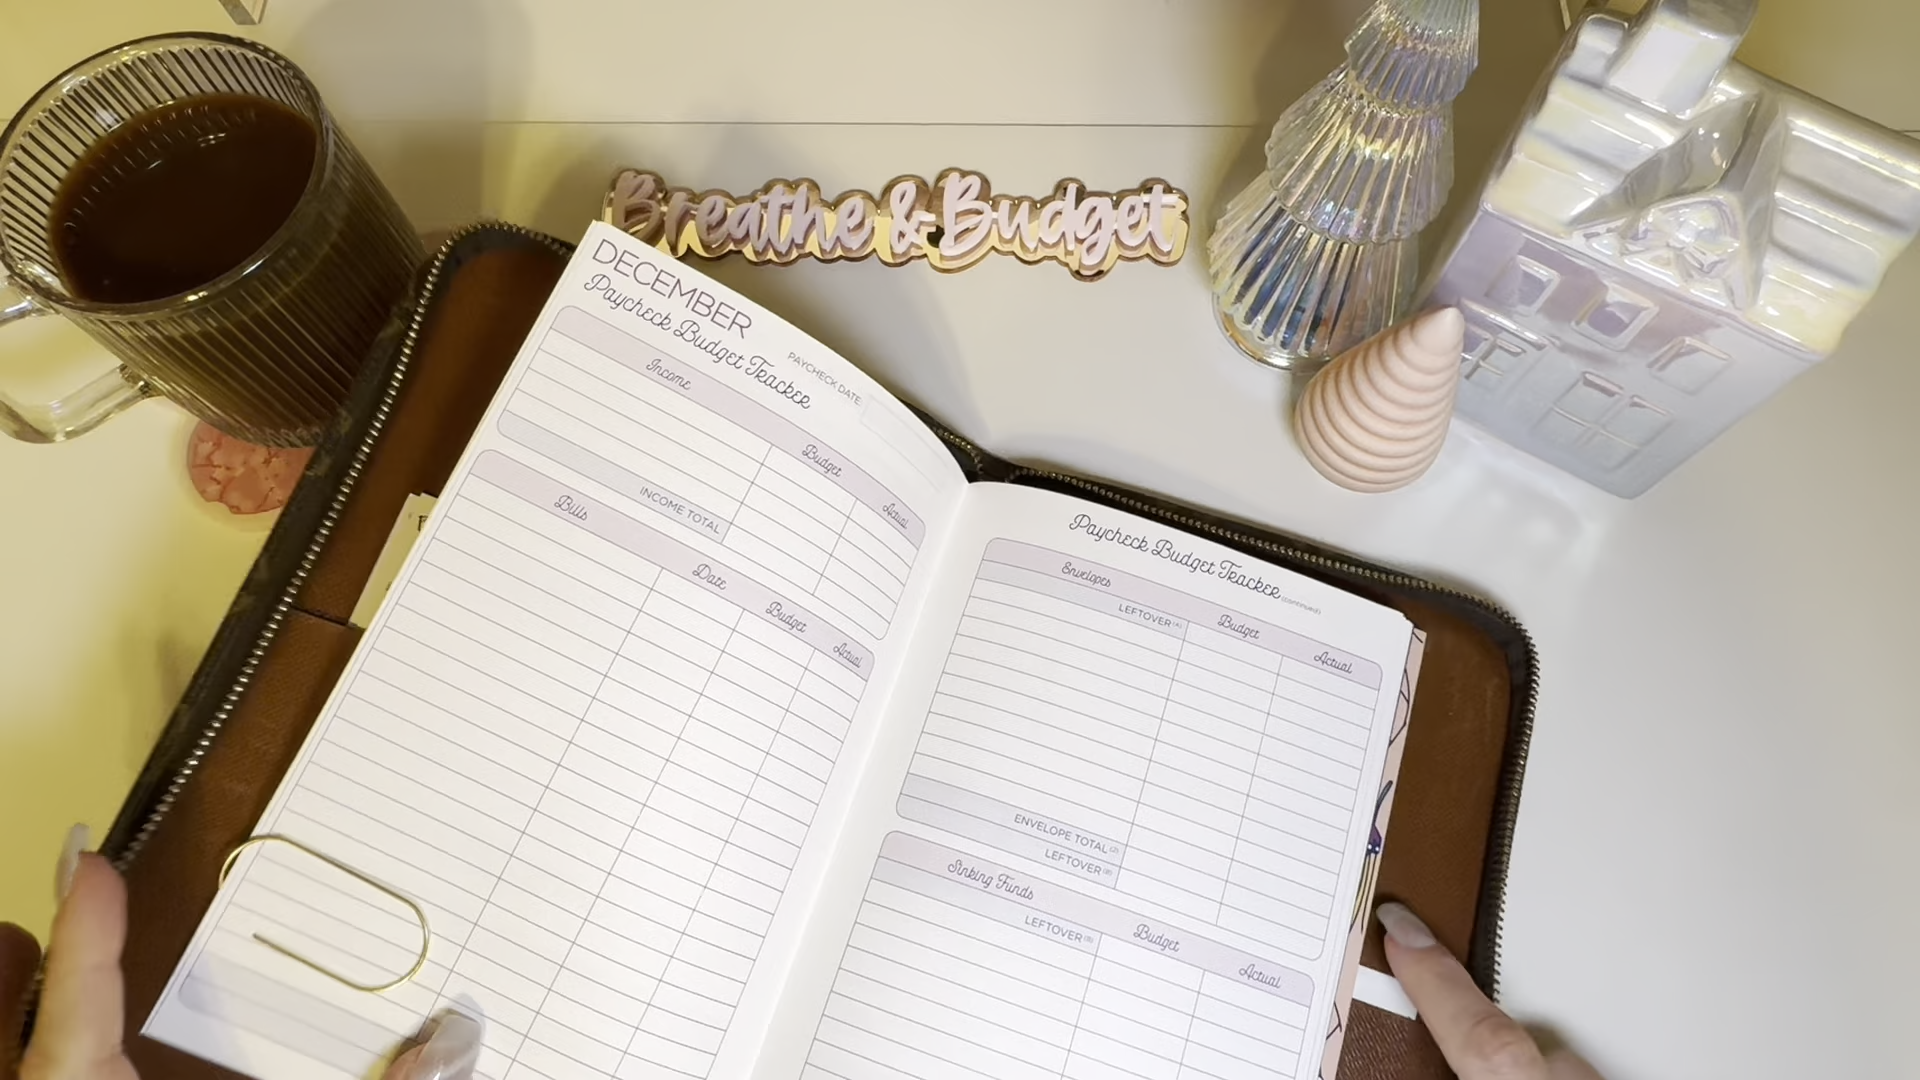 Breathe & Budget
DECEMBER
Paycheck Budget Tracker
PAYCHECK DATE:
Income Budget Actual
INCOME TOTAL
Bills Date Budget Actual
Paycheck Budget Tracker (continued)
Envelopes Budget Actual
LEFTOVER
ENVELOPE TOTAL
LEFTOVER
Sinking Funds Budget Actual
LEFTOVER